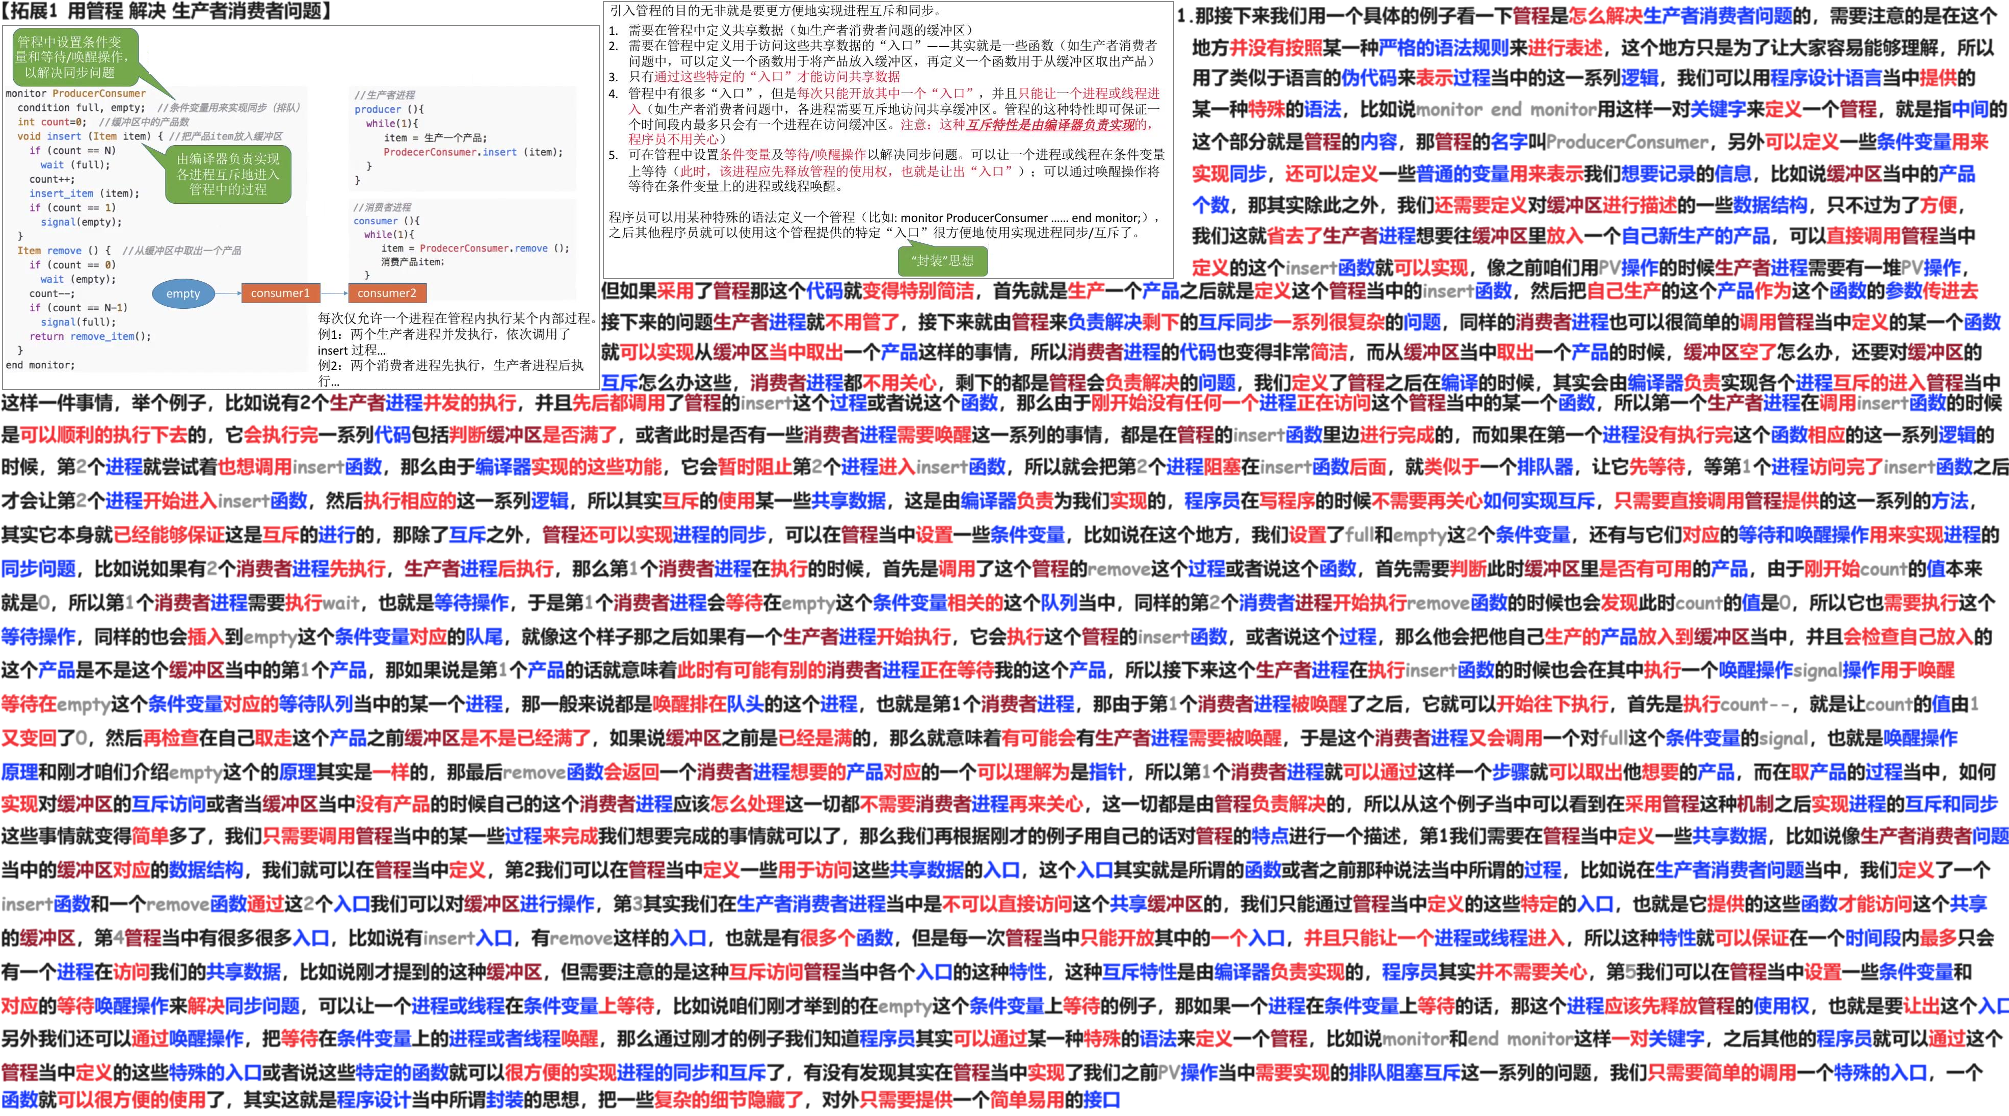 【拓展1 用管程 解决 生产者消费者问题】
管程中设置条件变
量和等待/唤醒操作,
以解决同步问题
monitor ProducerConsumer
condition full, empty; //条件变量用来实现同步（排队）
int count=0; //缓冲区中的产品数
void insert (Item item) { //把产品item放入缓冲区
if (count == N)
wait (full);
count++;
insert_item (item);
if (count == 1)
signal(empty);
}
Item remove () { //从缓冲区中取出一个产品
if (count == 0)
wait (empty);
count--;
if (count == N-1)
signal(full);
return remove_item();
}
end monitor;
由编译器负责实现
各进程互斥地进入
管程中的过程
//生产者进程
producer (){
while(1){
item = 生产一个产品;
ProdecerConsumer.insert (item);
}
}
//消费者进程
consumer (){
while(1){
item = ProdecerConsumer.remove ();
消费产品item;
}
empty
consumer1
consumer2
每次仅允许一个进程在管程内执行某个内部过程。
例1：两个生产者进程并发执行，依次调用了
insert 过程...
例2：两个消费者进程先执行，生产者进程后执
行...
引入管程的目的无非就是要更方便地实现进程互斥和同步。
1. 需要在管程中定义共享数据（如生产者消费者问题的缓冲区）
2. 需要在管程中定义用于访问这些共享数据的“入口”——其实就是一些函数（如生产者消费者
问题中，可以定义一个函数用于将产品放入缓冲区，再定义一个函数用于从缓冲区取出产品）
3. 只有通过这些特定的“入口”才能访问共享数据
4. 管程中有很多“入口”，但是每次只能开放其中一个“入口”，并且只能让一个进程或线程进
入（如生产者消费者问题中，各进程需要互斥地访问共享缓冲区。管程的这种特性即可保证一
个时间段内最多只会有一个进程在访问缓冲区。注意：这种互斥特性是由编译器负责实现的，
程序员不用关心）
5. 可在管程中设置条件变量及等待/唤醒操作以解决同步问题。可以让一个进程或线程在条件变量
上等待（此时，该进程应先释放管程的使用权，也就是让出“入口”）；可以通过唤醒操作将
等待在条件变量上的进程或线程唤醒。
程序员可以用某种特殊的语法定义一个管程（比如: monitor ProducerConsumer ...... end monitor;），
之后其他程序员就可以使用这个管程提供的特定“入口”很方便地使用实现进程同步/互斥了。
“封装”思想
1.那接下来我们用一个具体的例子看一下管程是怎么解决生产者消费者问题的，需要注意的是在这个
地方并没有按照某一种严格的语法规则来进行表述，这个地方只是为了让大家容易能够理解，所以
用了类似于语言的伪代码来表示过程当中的这一系列逻辑，我们可以用程序设计语言当中提供的
某一种特殊的语法，比如说monitor end monitor用这样一对关键字来定义一个管程，就是指中间的
这个部分就是管程的内容，那管程的名字叫ProducerConsumer，另外可以定义一些条件变量用来
实现同步，还可以定义一些普通的变量用来表示我们想要记录的信息，比如说缓冲区当中的产品
个数，那其实除此之外，我们还需要定义对缓冲区进行描述的一些数据结构，只不过为了方便，
我们这就省去了生产者进程想要往缓冲区里放入一个自己新生产的产品，可以直接调用管程当中
定义的这个insert函数就可以实现，像之前咱们用PV操作的时候生产者进程需要有一堆PV操作，
但如果采用了管程那这个代码就变得特别简洁，首先就是生产一个产品之后就是定义这个管程当中的insert函数，然后把自己生产的这个产品作为这个函数的参数传进去
接下来的问题生产者进程就不用管了，接下来就由管程来负责解决剩下的互斥同步一系列很复杂的问题，同样的消费者进程也可以很简单的调用管程当中定义的某一个函数
就可以实现从缓冲区当中取出一个产品这样的事情，所以消费者进程的代码也变得非常简洁，而从缓冲区当中取出一个产品的时候，缓冲区空了怎么办，还要对缓冲区的
互斥怎么办这些，消费者进程都不用关心，剩下的都是管程会负责解决的问题，我们定义了管程之后在编译的时候，其实会由编译器负责实现各个进程互斥的进入管程当中
这样一件事情，举个例子，比如说有2个生产者进程并发的执行，并且先后都调用了管程的insert这个过程或者说这个函数，那么由于刚开始没有任何一个进程正在访问这个管程当中的某一个函数，所以第一个生产者进程在调用insert函数的时候
是可以顺利的执行下去的，它会执行完一系列代码包括判断缓冲区是否满了，或者此时是否有一些消费者进程需要唤醒这一系列的事情，都是在管程的insert函数里边进行完成的，而如果在第一个进程没有执行完这个函数相应的这一系列逻辑的
时候，第2个进程就尝试着也想调用insert函数，那么由于编译器实现的这些功能，它会暂时阻止第2个进程进入insert函数，所以就会把第2个进程阻塞在insert函数后面，就类似于一个排队器，让它先等待，等第1个进程访问完了insert函数之后
才会让第2个进程开始进入insert函数，然后执行相应的这一系列逻辑，所以其实互斥的使用某一些共享数据，这是由编译器负责为我们实现的，程序员在写程序的时候不需要再关心如何实现互斥，只需要直接调用管程提供的这一系列的方法，
其实它本身就已经能够保证这是互斥的进行的，那除了互斥之外，管程还可以实现进程的同步，可以在管程当中设置一些条件变量，比如说在这个地方，我们设置了full和empty这2个条件变量，还有与它们对应的等待和唤醒操作用来实现进程的
同步问题，比如说如果有2个消费者进程先执行，生产者进程后执行，那么第1个消费者进程在执行的时候，首先是调用了这个管程的remove这个过程或者说这个函数，首先需要判断此时缓冲区里是否有可用的产品，由于刚开始count的值本来
就是0，所以第1个消费者进程需要执行wait，也就是等待操作，于是第1个消费者进程会等待在empty这个条件变量相关的这个队列当中，同样的第2个消费者进程开始执行remove函数的时候也会发现此时count的值是0，所以它也需要执行这个
等待操作，同样的也会插入到empty这个条件变量对应的队尾，就像这个样子那之后如果有一个生产者进程开始执行，它会执行这个管程的insert函数，或者说这个过程，那么他会把他自己生产的产品放入到缓冲区当中，并且会检查自己放入的
这个产品是不是这个缓冲区当中的第1个产品，那如果说是第1个产品的话就意味着此时有可能有别的消费者进程正在等待我的这个产品，所以接下来这个生产者进程在执行insert函数的时候也会在其中执行一个唤醒操作signal操作用于唤醒
等待在empty这个条件变量对应的等待队列当中的某一个进程，那一般来说都是唤醒排在队头的这个进程，也就是第1个消费者进程，那由于第1个消费者进程被唤醒了之后，它就可以开始往下执行，首先是执行count--，就是让count的值由1
又变回了0，然后再检查在自己取走这个产品之前缓冲区是不是已经满了，如果说缓冲区之前是已经是满的，那么就意味着有可能会有生产者进程需要被唤醒，于是这个消费者进程又会调用一个对full这个条件变量的signal，也就是唤醒操作
原理和刚才咱们介绍empty这个的原理其实是一样的，那最后remove函数会返回一个消费者进程想要的产品对应的一个可以理解为是指针，所以第1个消费者进程就可以通过这样一个步骤就可以取出他想要的产品，而在取产品的过程当中，如何
实现对缓冲区的互斥访问或者当缓冲区当中没有产品的时候自己的这个消费者进程应该怎么处理这一切都不需要消费者进程再来关心，这一切都是由管程负责解决的，所以从这个例子当中可以看到在采用管程这种机制之后实现进程的互斥和同步
这些事情就变得简单多了，我们只需要调用管程当中的某一些过程来完成我们想要完成的事情就可以了，那么我们再根据刚才的例子用自己的话对管程的特点进行一个描述，第1我们需要在管程当中定义一些共享数据，比如说像生产者消费者问题
当中的缓冲区对应的数据结构，我们就可以在管程当中定义，第2我们可以在管程当中定义一些用于访问这些共享数据的入口，这个入口其实就是所谓的函数或者之前那种说法当中所谓的过程，比如说在生产者消费者问题当中，我们定义了一个
insert函数和一个remove函数通过这2个入口我们可以对缓冲区进行操作，第3其实我们在生产者消费者进程当中是不可以直接访问这个共享缓冲区的，我们只能通过管程当中定义的这些特定的入口，也就是它提供的这些函数才能访问这个共享
的缓冲区，第4管程当中有很多很多入口，比如说有insert入口，有remove这样的入口，也就是有很多个函数，但是每一次管程当中只能开放其中的一个入口，并且只能让一个进程或线程进入，所以这种特性就可以保证在一个时间段内最多只会
有一个进程在访问我们的共享数据，比如说刚才提到的这种缓冲区，但需要注意的是这种互斥访问管程当中各个入口的这种特性，这种互斥特性是由编译器负责实现的，程序员其实并不需要关心，第5我们可以在管程当中设置一些条件变量和
对应的等待唤醒操作来解决同步问题，可以让一个进程或线程在条件变量上等待，比如说咱们刚才举到的在empty这个条件变量上等待的例子，那如果一个进程在条件变量上等待的话，那这个进程应该先释放管程的使用权，也就是要让出这个入口
另外我们还可以通过唤醒操作，把等待在条件变量上的进程或者线程唤醒，那么通过刚才的例子我们知道程序员其实可以通过某一种特殊的语法来定义一个管程，比如说monitor和end monitor这样一对关键字，之后其他的程序员就可以通过这个
管程当中定义的这些特殊的入口或者说这些特定的函数就可以很方便的实现进程的同步和互斥了，有没有发现其实在管程当中实现了我们之前PV操作当中需要实现的排队阻塞互斥这一系列的问题，我们只需要简单的调用一个特殊的入口，一个
函数就可以很方便的使用了，其实这就是程序设计当中所谓封装的思想，把一些复杂的细节隐藏了，对外只需要提供一个简单易用的接口